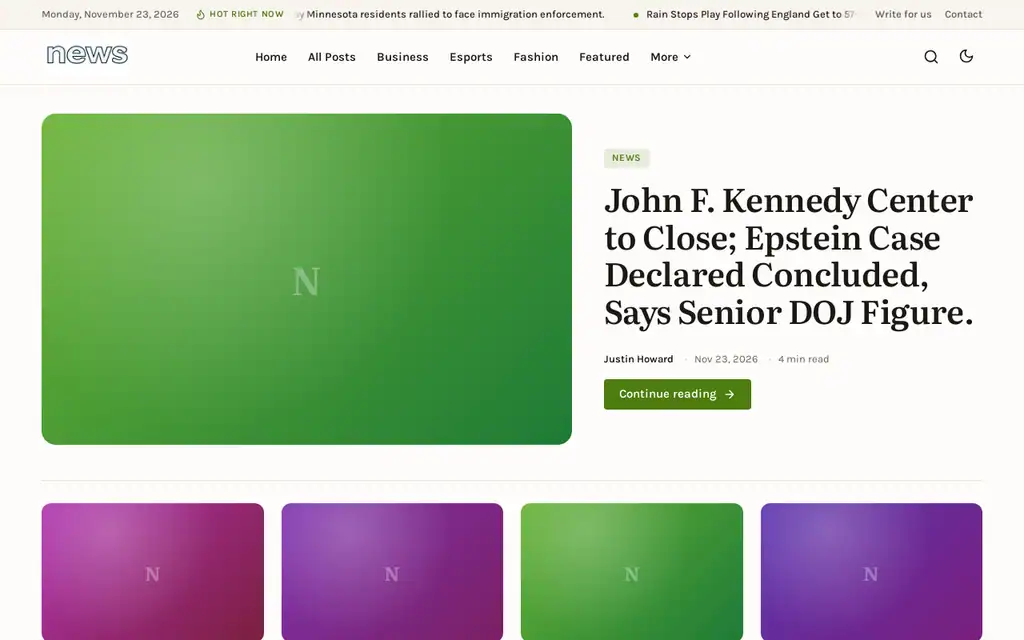 Monday, November 23, 2026
HOT RIGHT NOW
by Minnesota residents rallied to face immigration enforcement.
Rain Stops Play Following England Get to 57
Write for us
Contact
news
Home
All Posts
Business
Esports
Fashion
Featured
More
N
NEWS
John F. Kennedy Center
to Close; Epstein Case
Declared Concluded,
Says Senior DOJ Figure.
Justin Howard · Nov 23, 2026 · 4 min read
Continue reading →
N
N
N
N